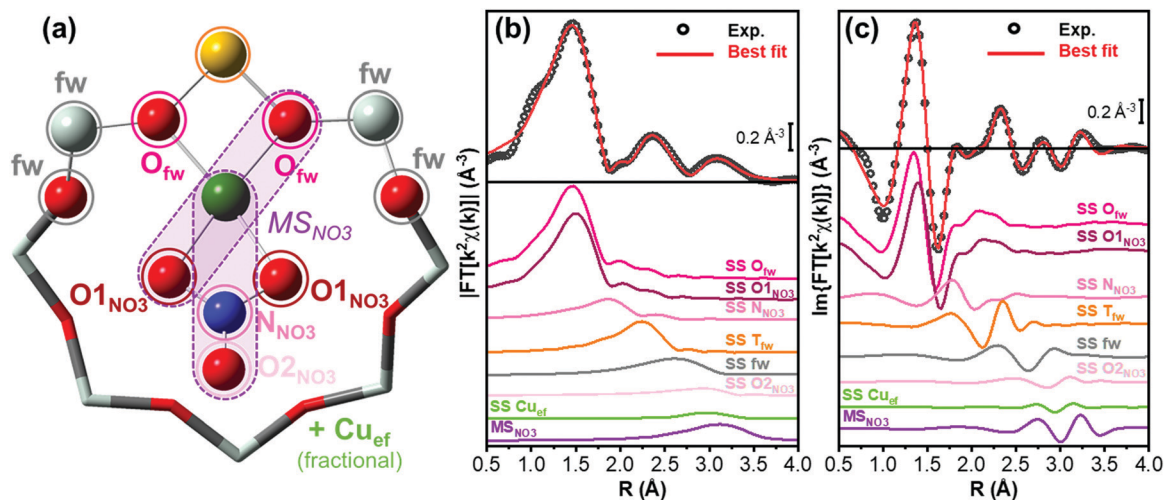 (a)
fw
fw
fw
fw
O_fw
O_fw
MS_NO3
O1_NO3
O1_NO3
N_NO3
O2_NO3
+ Cu_ef
(fractional)
(b)
Exp.
Best fit
0.2 Å⁻³
|FT[k²χ(k)]| (Å⁻³)
SS O_fw
SS O1_NO3
SS N_NO3
SS T_fw
SS fw
SS O2_NO3
SS Cu_ef
MS_NO3
0.5 1.0 1.5 2.0 2.5 3.0 3.5 4.0
R (Å)
(c)
Exp.
Best fit
0.2 Å⁻³
Im{FT[k²χ(k)]} (Å⁻³)
SS O_fw
SS O1_NO3
SS N_NO3
SS T_fw
SS fw
SS O2_NO3
SS Cu_ef
MS_NO3
0.5 1.0 1.5 2.0 2.5 3.0 3.5 4.0
R (Å)